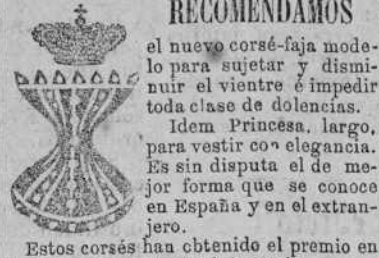 RECOMENDAMOS
el nuevo corsé-faja mode-
lo para sujetar y dismi-
nuir el vientre é impedir
toda clase de dolencias.
Idem Princesa, largo,
para vestir con elegancia.
Es sin disputa el de me-
jor forma que se conoce
en España y en el extran-
jero.
Estos corsés han obtenido el premio en